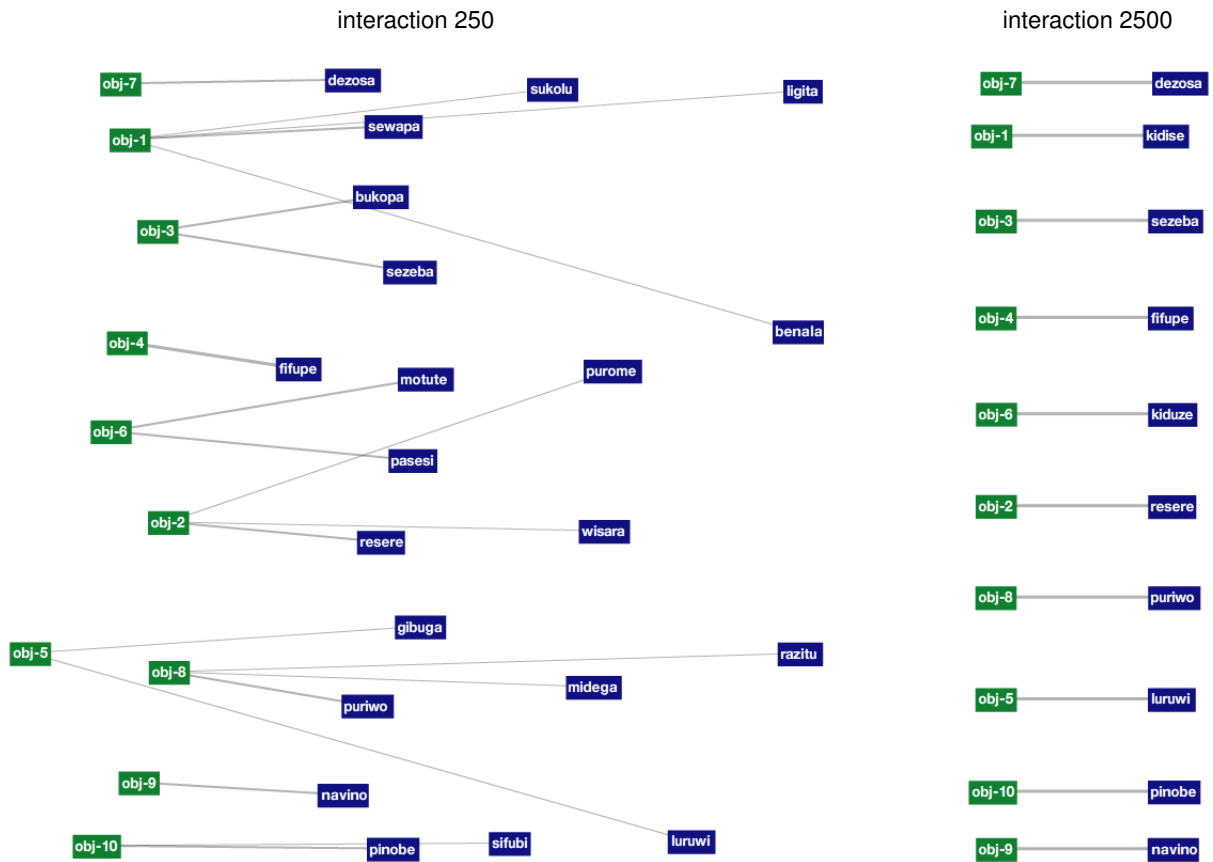 interaction 250
obj-7
dezosa
sukolu
ligita
obj-1
sewapa
bukopa
obj-3
sezeba
benala
obj-4
fifupe
motute
purome
obj-6
pasesi
obj-2
resere
wisara
gibuga
obj-5
obj-8
razitu
midega
puriwo
obj-9
navino
luruwi
obj-10
pinobe
sifubi
interaction 2500
obj-7
dezosa
obj-1
kidise
obj-3
sezeba
obj-4
fifupe
obj-6
kiduze
obj-2
resere
obj-8
puriwo
obj-5
luruwi
obj-10
pinobe
obj-9
navino